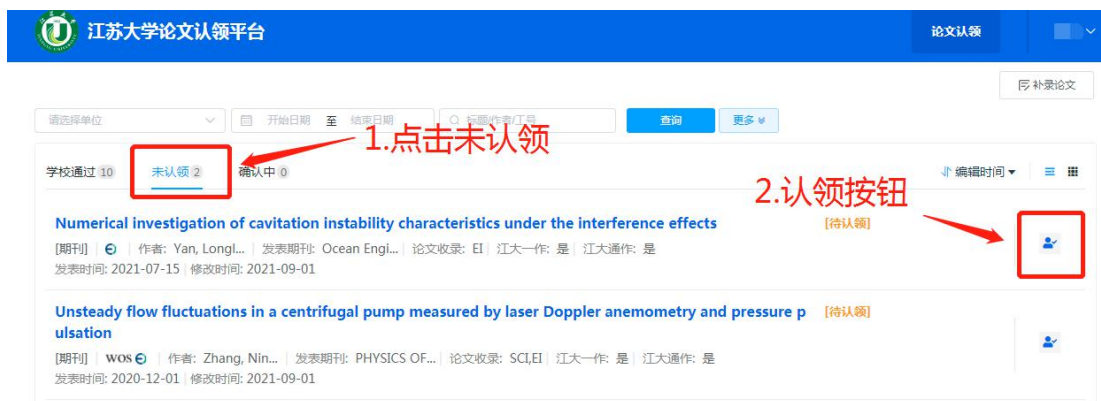 江苏大学论文认领平台
论文认领
补录论文
请选择单位 开始日期 至 结束日期 标题/作者/工号 查询 更多
1.点击未认领
学校通过 10 未认领 2 确认中 0 编辑时间
2.认领按钮
Numerical investigation of cavitation instability characteristics under the interference effects [待认领]
[期刊] 作者: Yan, Longl... 发表期刊: Ocean Engi... 论文收录: EI 江大一作: 是 江大通作: 是
发表时间: 2021-07-15 修改时间: 2021-09-01
Unsteady flow fluctuations in a centrifugal pump measured by laser Doppler anemometry and pressure p [待认领]
ulsation
[期刊] WOS 作者: Zhang, Nin... 发表期刊: PHYSICS OF... 论文收录: SCI,EI 江大一作: 是 江大通作: 是
发表时间: 2020-12-01 修改时间: 2021-09-01